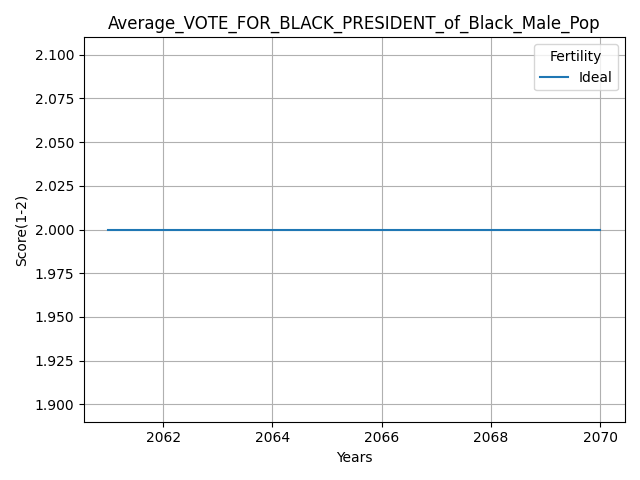 Average_VOTE_FOR_BLACK_PRESIDENT_of_Black_Male_Pop
Fertility
Ideal
Score(1-2)
2.100
2.075
2.050
2.025
2.000
1.975
1.950
1.925
1.900
2062 2064 2066 2068 2070
Years